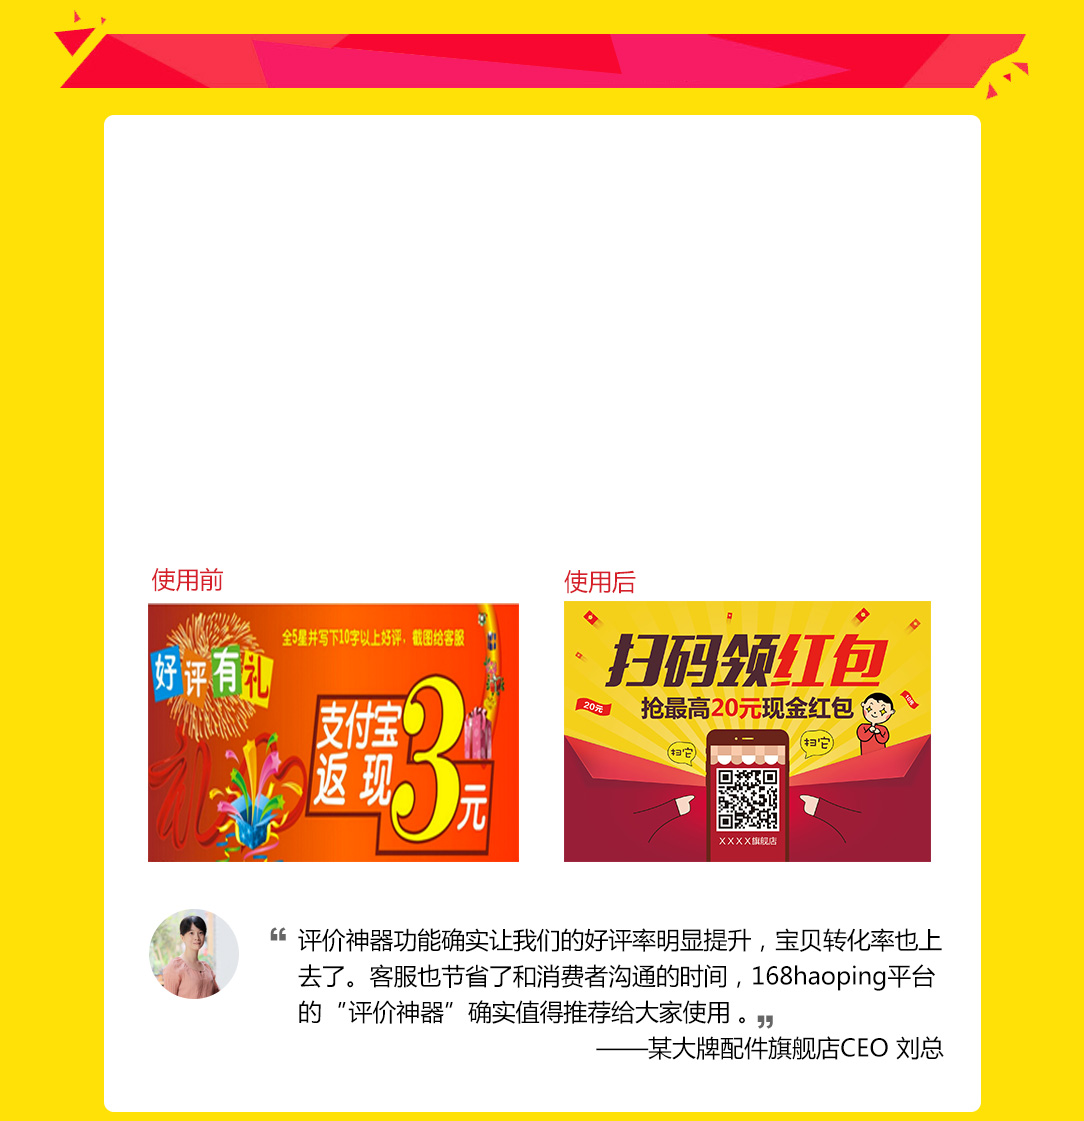 使用前
使用后
全5星并写下10字以上好评，截图给客服
好评有礼
支付宝
返现
3元
扫码领红包
抢最高20元现金红包
20元
扫它
扫它
XXXX旗舰店
“评价神器功能确实让我们的好评率明显提升，宝贝转化率也上
去了。客服也节省了和消费者沟通的时间，168haoping平台
的“评价神器”确实值得推荐给大家使用 。”
——某大牌配件旗舰店CEO 刘总